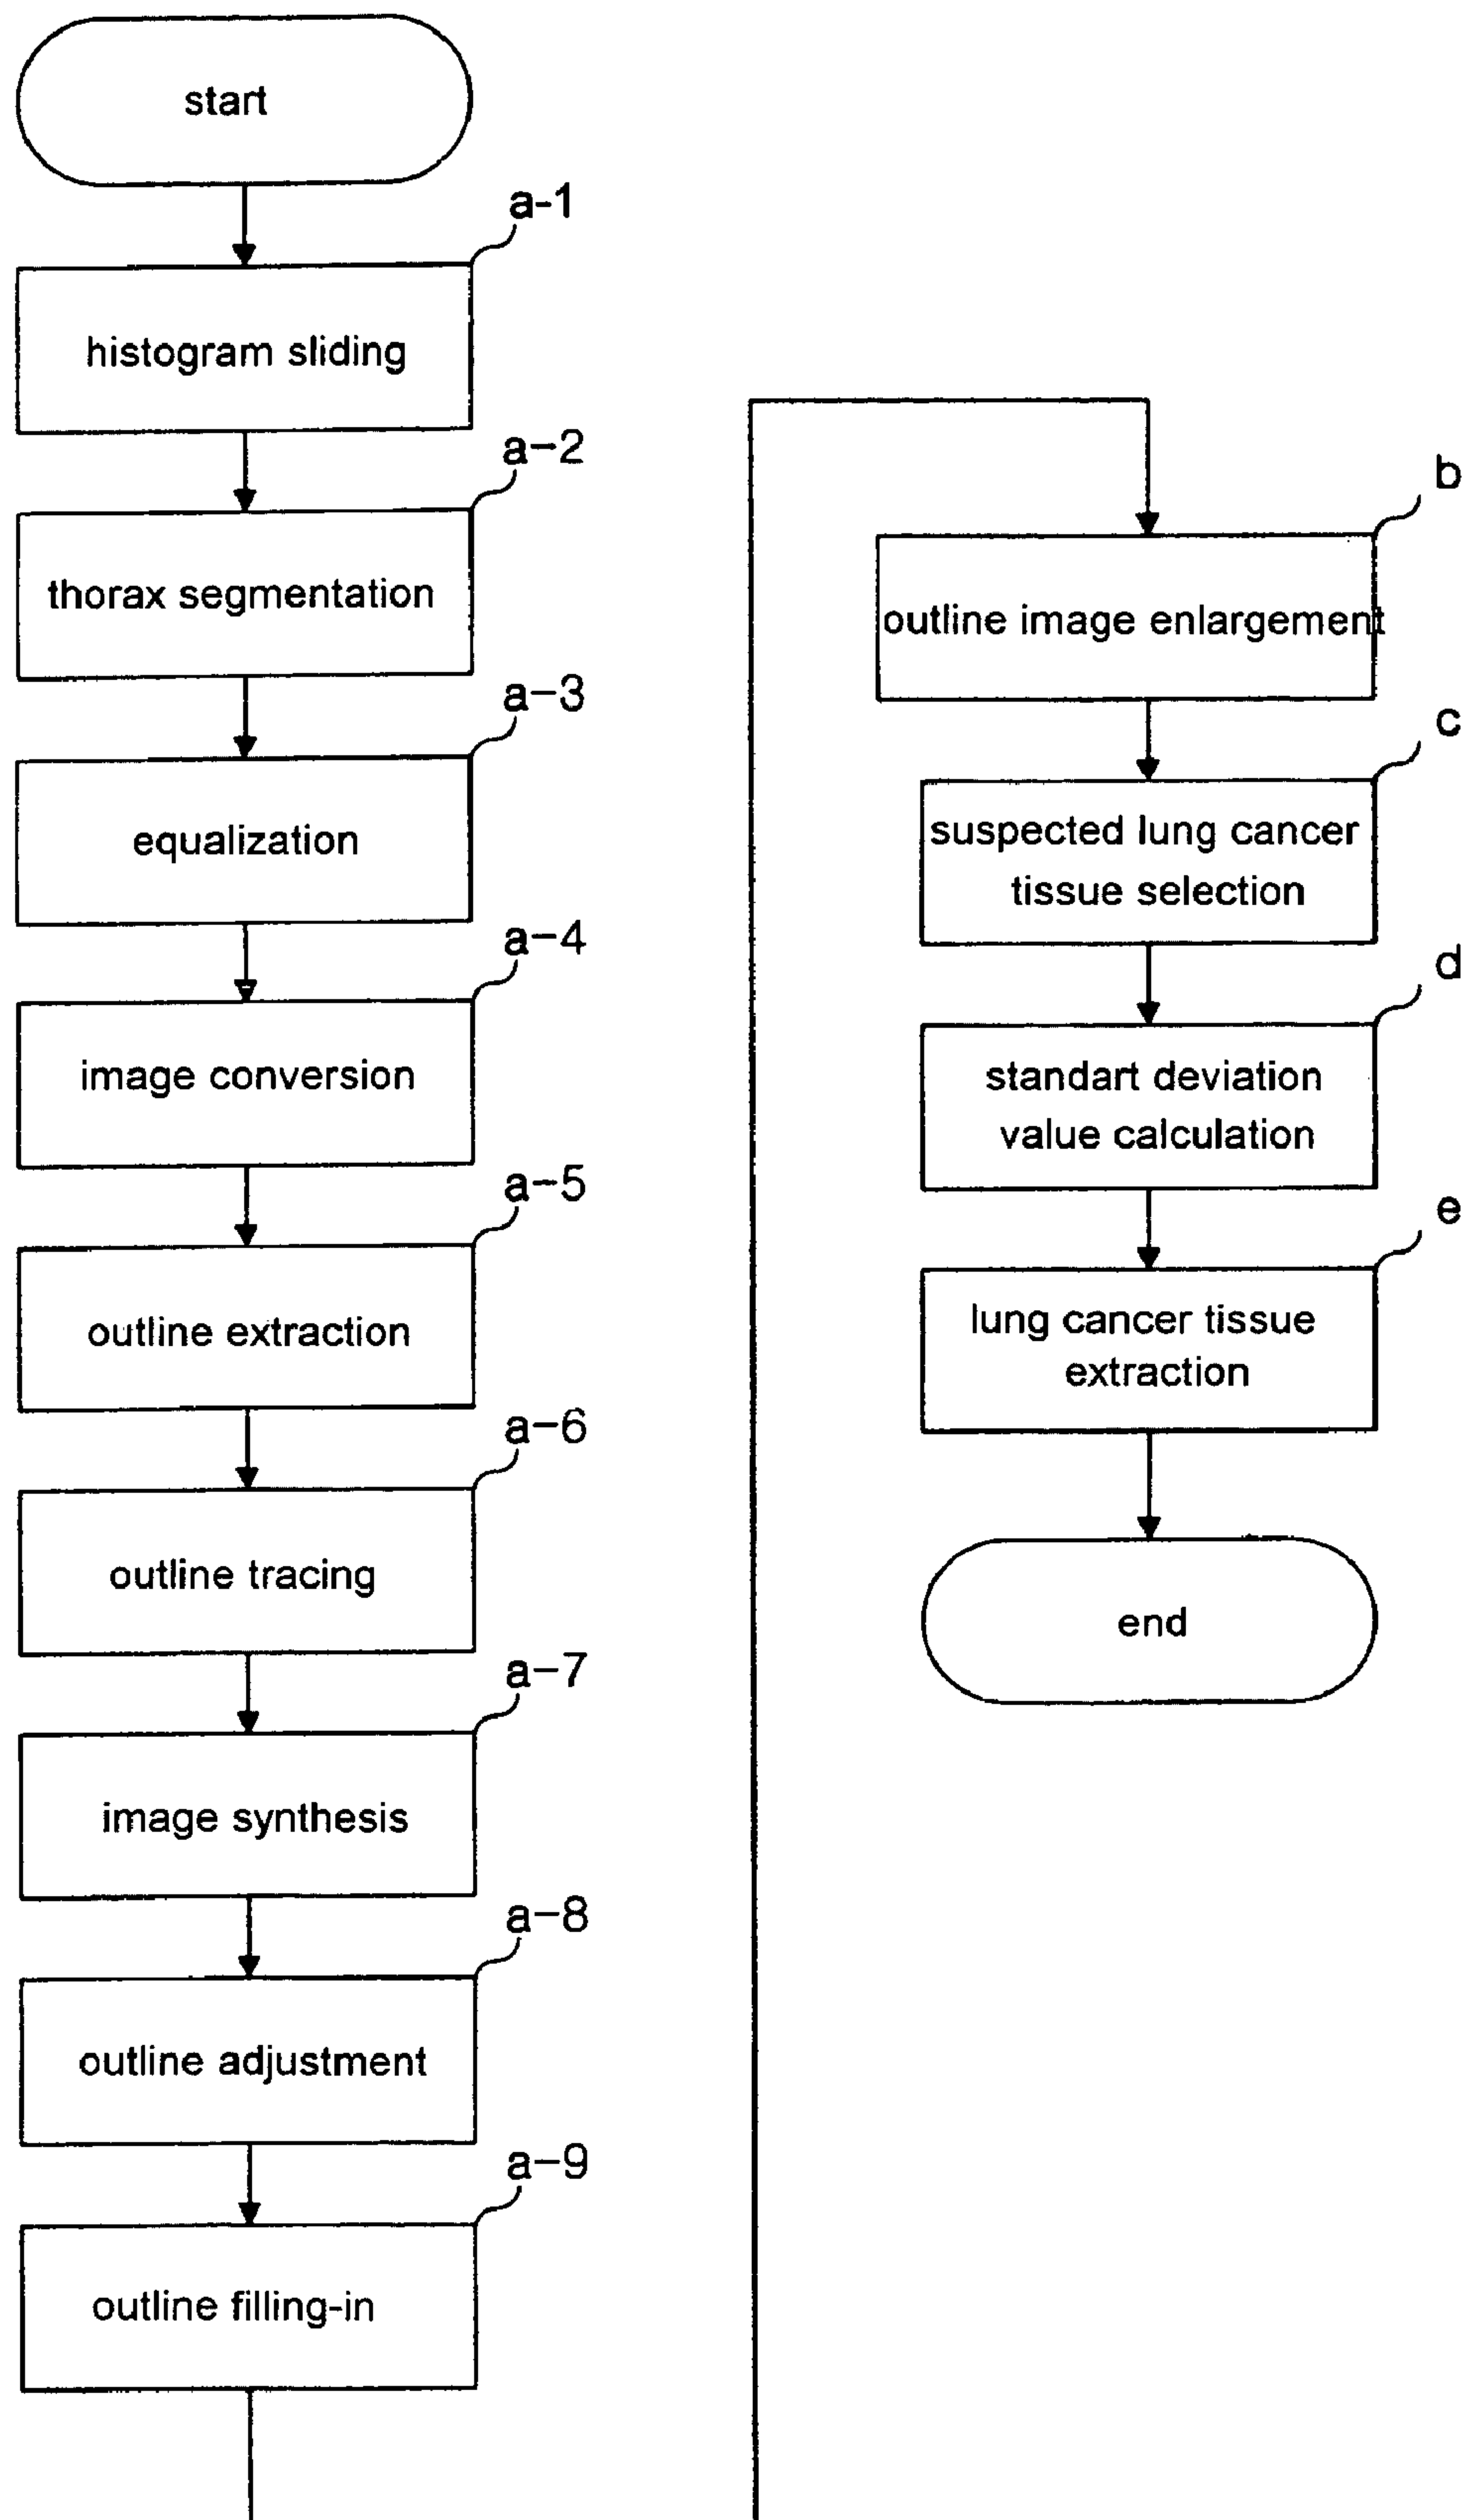 start
a-1
histogram sliding
a-2
thorax segmentation
a-3
equalization
a-4
image conversion
a-5
outline extraction
a-6
outline tracing
a-7
image synthesis
a-8
outline adjustment
a-9
outline filling-in
b
outline image enlargement
c
suspected lung cancer
tissue selection
d
standart deviation
value calculation
e
lung cancer tissue
extraction
end